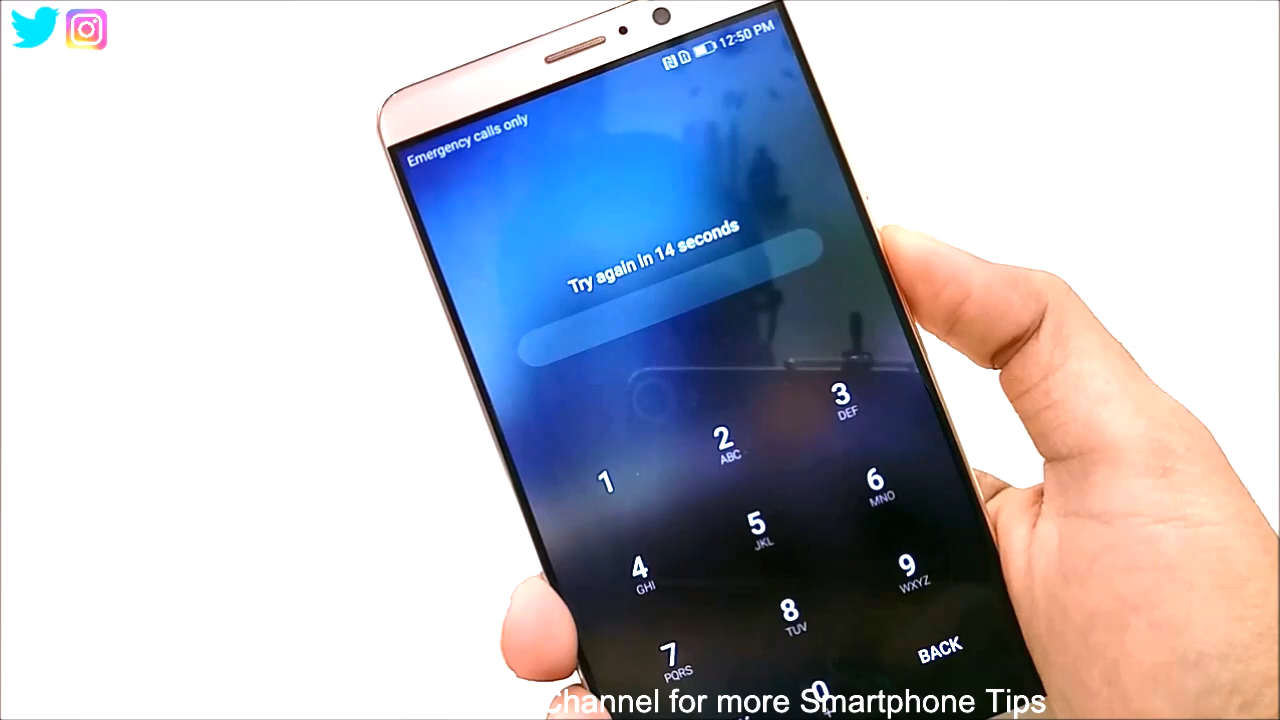 12:50 PM
Emergency calls only
Try again in 14 seconds
1
2
ABC
3
DEF
4
GHI
5
JKL
6
MNO
7
PQRS
8
TUV
9
WXYZ
0
+
BACK
Channel for more Smartphone Tips